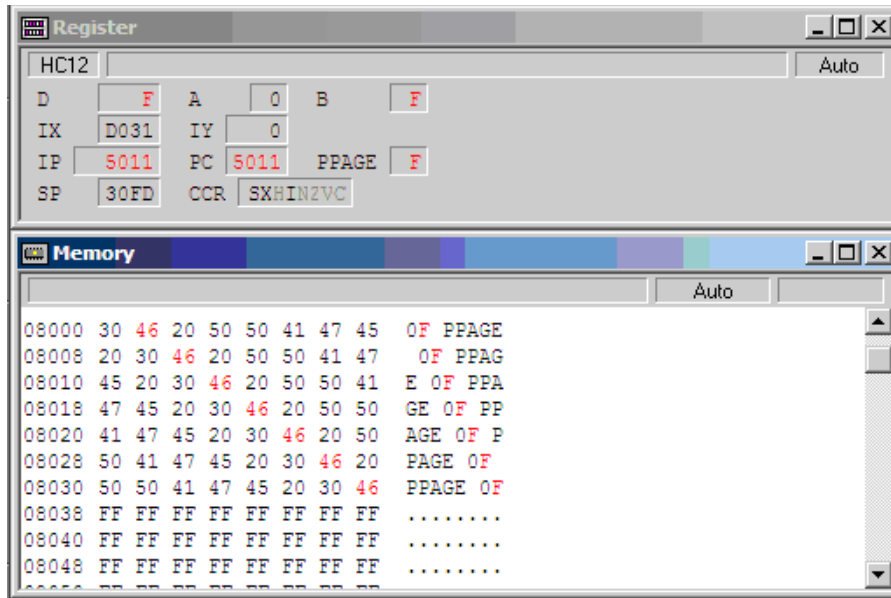 Register
HC12 Auto
D F A 0 B F
IX D031 IY 0
IP 5011 PC 5011 PPAGE F
SP 30FD CCR SXHINZVC
Memory
Auto
08000 30 46 20 50 50 41 47 45 0F PPAGE
08008 20 30 46 20 50 50 41 47 0F PPAG
08010 45 20 30 46 20 50 50 41 E 0F PPA
08018 47 45 20 30 46 20 50 50 GE 0F PP
08020 41 47 45 20 30 46 20 50 AGE 0F P
08028 50 41 47 45 20 30 46 20 PAGE 0F
08030 50 50 41 47 45 20 30 46 PPAGE 0F
08038 FF FF FF FF FF FF FF FF ........
08040 FF FF FF FF FF FF FF FF ........
08048 FF FF FF FF FF FF FF FF ........